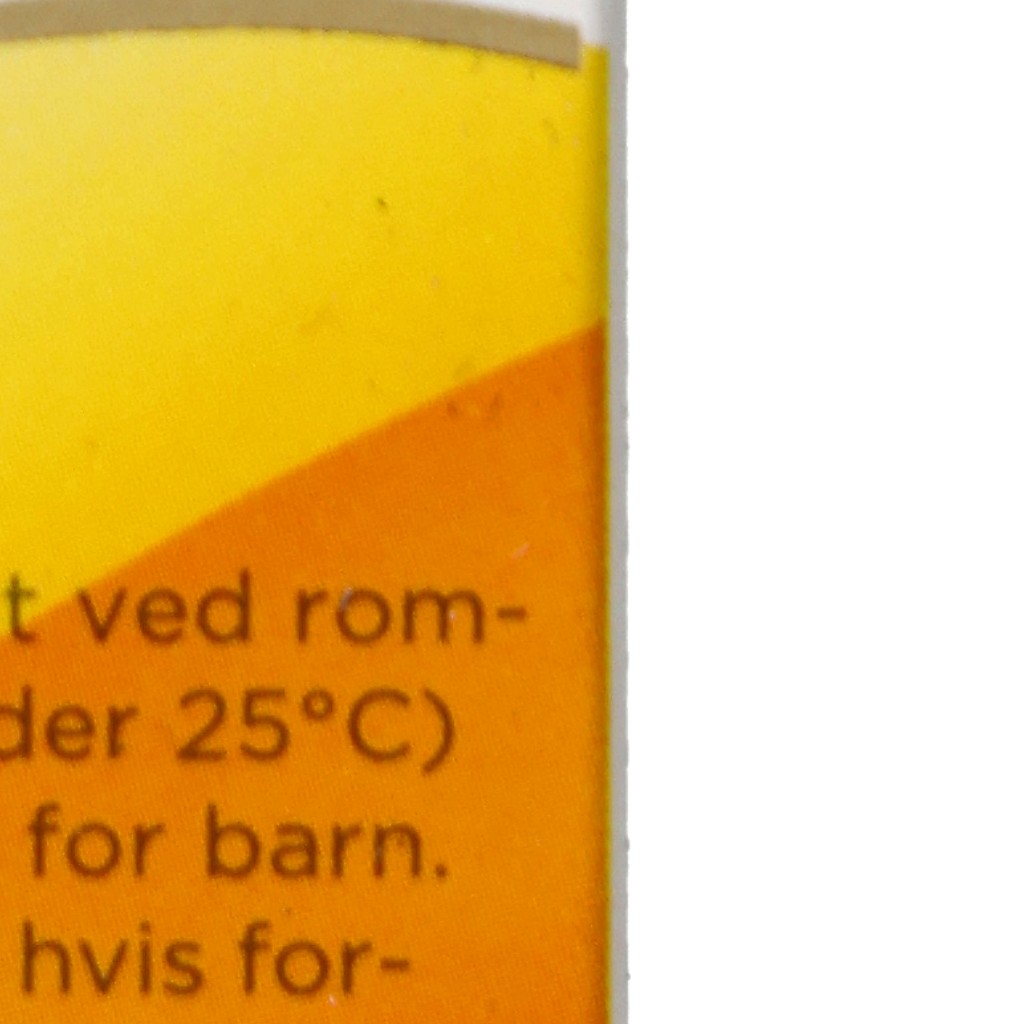 t ved rom-
der 25°C)
for barn.
hvis for-